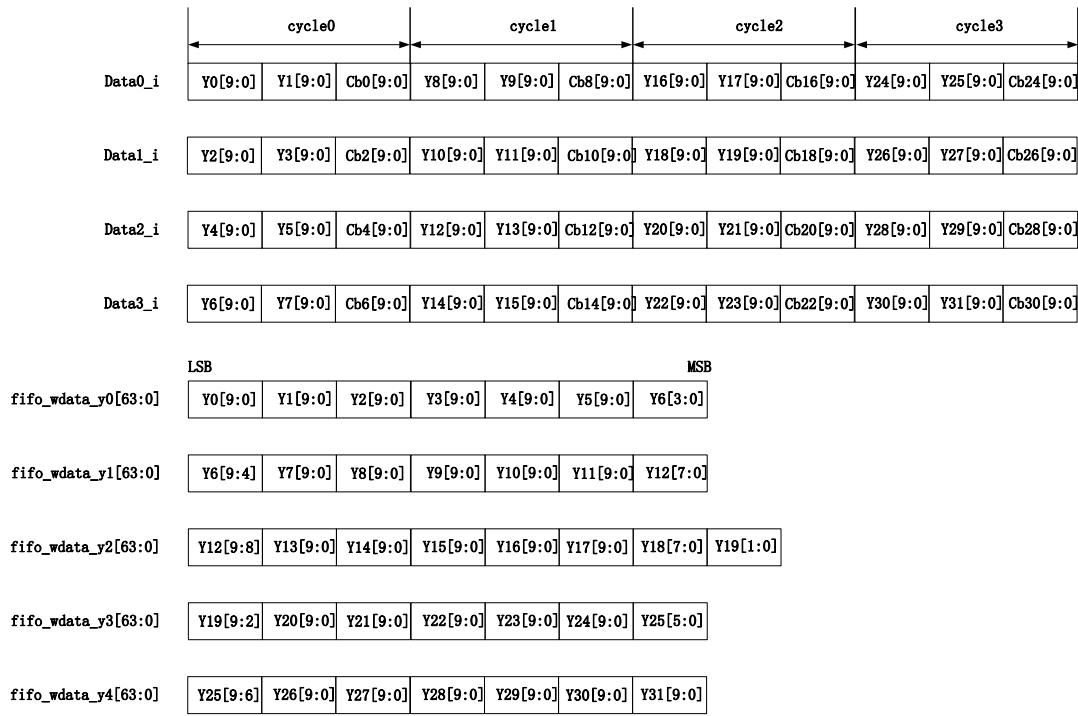 cycle0 cycle1 cycle2 cycle3
Data0_i Y0[9:0] Y1[9:0] Cb0[9:0] Y8[9:0] Y9[9:0] Cb8[9:0] Y16[9:0] Y17[9:0] Cb16[9:0] Y24[9:0] Y25[9:0] Cb24[9:0]
Data1_i Y2[9:0] Y3[9:0] Cb2[9:0] Y10[9:0] Y11[9:0] Cb10[9:0] Y18[9:0] Y19[9:0] Cb18[9:0] Y26[9:0] Y27[9:0] Cb26[9:0]
Data2_i Y4[9:0] Y5[9:0] Cb4[9:0] Y12[9:0] Y13[9:0] Cb12[9:0] Y20[9:0] Y21[9:0] Cb20[9:0] Y28[9:0] Y29[9:0] Cb28[9:0]
Data3_i Y6[9:0] Y7[9:0] Cb6[9:0] Y14[9:0] Y15[9:0] Cb14[9:0] Y22[9:0] Y23[9:0] Cb22[9:0] Y30[9:0] Y31[9:0] Cb30[9:0]
LSB MSB
fifo_wdata_y0[63:0] Y0[9:0] Y1[9:0] Y2[9:0] Y3[9:0] Y4[9:0] Y5[9:0] Y6[3:0]
fifo_wdata_y1[63:0] Y6[9:4] Y7[9:0] Y8[9:0] Y9[9:0] Y10[9:0] Y11[9:0] Y12[7:0]
fifo_wdata_y2[63:0] Y12[9:8] Y13[9:0] Y14[9:0] Y15[9:0] Y16[9:0] Y17[9:0] Y18[7:0] Y19[1:0]
fifo_wdata_y3[63:0] Y19[9:2] Y20[9:0] Y21[9:0] Y22[9:0] Y23[9:0] Y24[9:0] Y25[5:0]
fifo_wdata_y4[63:0] Y25[9:6] Y26[9:0] Y27[9:0] Y28[9:0] Y29[9:0] Y30[9:0] Y31[9:0]